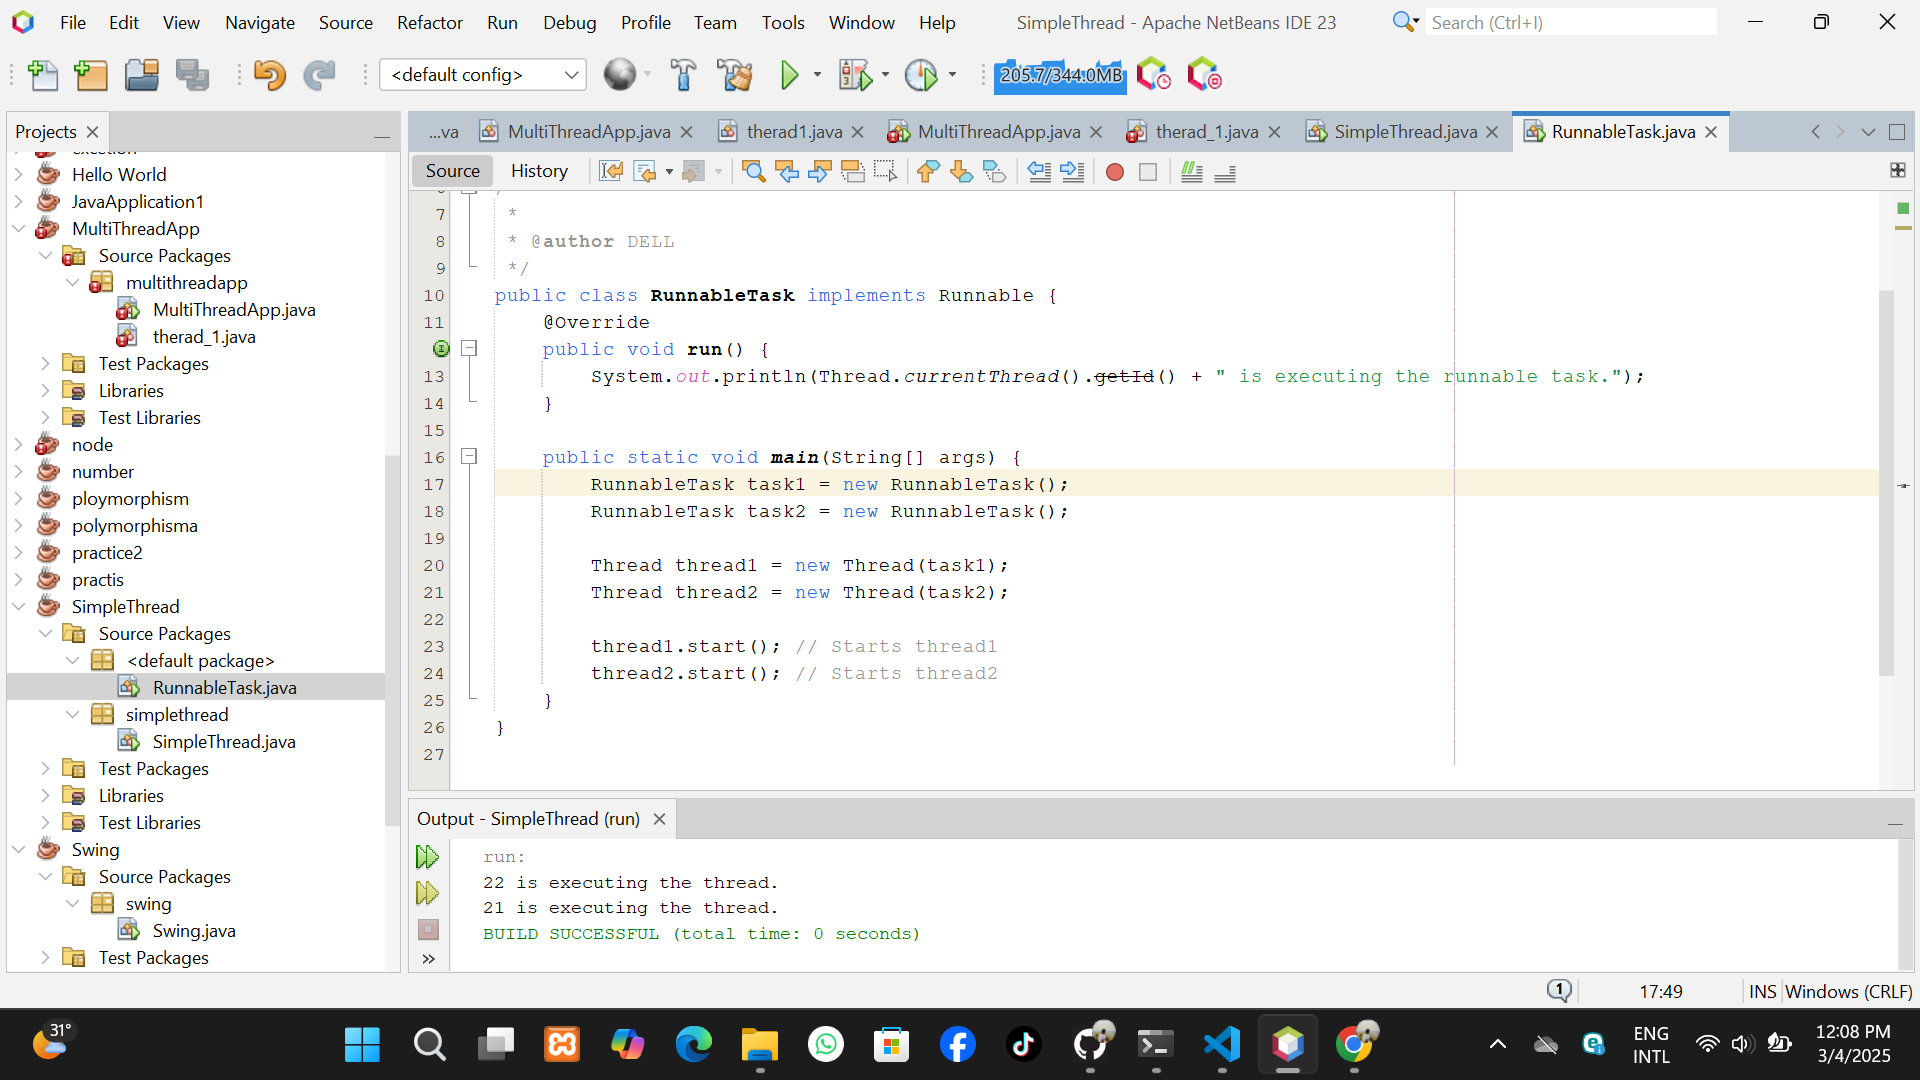 File Edit View Navigate Source Refactor Run Debug Profile Team Tools Window Help SimpleThread - Apache NetBeans IDE 23 Search (Ctrl+I)
<default config> 205.7/344.0MB
Projects
Hello World
JavaApplication1
MultiThreadApp
Source Packages
multithreadapp
MultiThreadApp.java
therad_1.java
Test Packages
Libraries
Test Libraries
node
number
ploymorphism
polymorphisma
practice2
practis
SimpleThread
Source Packages
<default package>
RunnableTask.java
simplethread
SimpleThread.java
Test Packages
Libraries
Test Libraries
Swing
Source Packages
swing
Swing.java
Test Packages
...va MultiThreadApp.java therad1.java MultiThreadApp.java therad_1.java SimpleThread.java RunnableTask.java
Source History
7 *
8 * @author DELL
9 */
10 public class RunnableTask implements Runnable {
11 @Override
public void run() {
13 System.out.println(Thread.currentThread().getId() + " is executing the runnable task.");
14 }
15
16 public static void main(String[] args) {
17 RunnableTask task1 = new RunnableTask();
18 RunnableTask task2 = new RunnableTask();
19
20 Thread thread1 = new Thread(task1);
21 Thread thread2 = new Thread(task2);
22
23 thread1.start(); // Starts thread1
24 thread2.start(); // Starts thread2
25 }
26 }
27
Output - SimpleThread (run)
run:
22 is executing the thread.
21 is executing the thread.
BUILD SUCCESSFUL (total time: 0 seconds)
1 17:49 INS Windows (CRLF)
31°
ENG
INTL
12:08 PM
3/4/2025